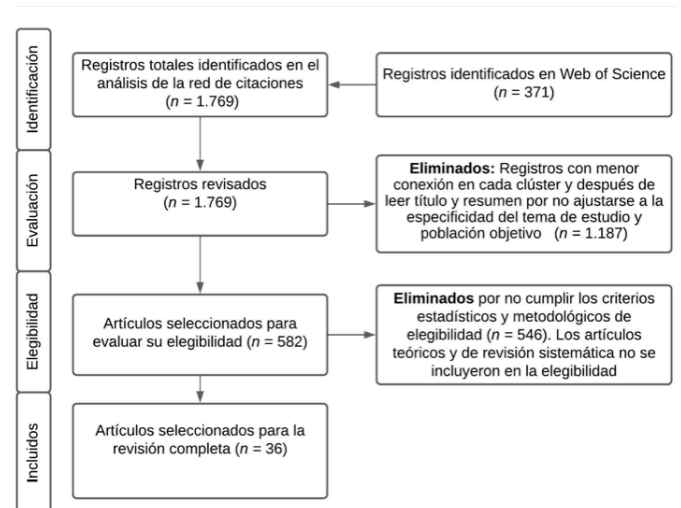 Identificación
Registros totales identificados en el
análisis de la red de citaciones
(n = 1.769)
Registros identificados en Web of Science
(n = 371)
Evaluación
Registros revisados
(n = 1.769)
Eliminados: Registros con menor
conexión en cada clúster y después de
leer título y resumen por no ajustarse a la
especificidad del tema de estudio y
población objetivo (n = 1.187)
Elegibilidad
Artículos seleccionados para
evaluar su elegibilidad (n = 582)
Eliminados por no cumplir los criterios
estadísticos y metodológicos de
elegibilidad (n = 546). Los artículos
teóricos y de revisión sistemática no se
incluyeron en la elegibilidad
Incluidos
Artículos seleccionados para la
revisión completa (n = 36)